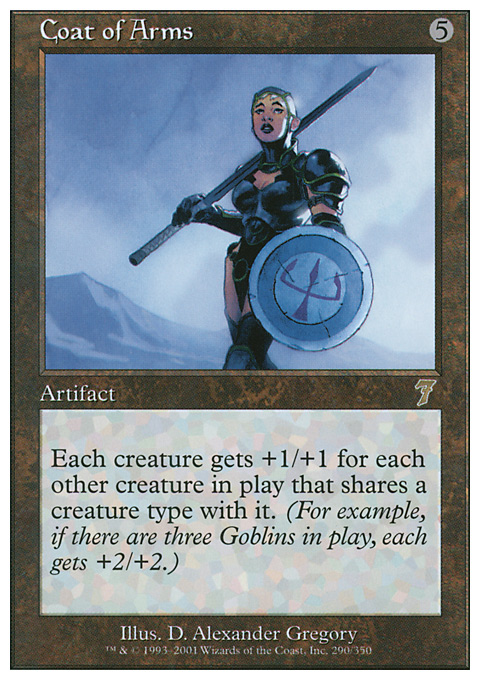 Coat of Arms 5
Artifact
Each creature gets +1/+1 for each
other creature in play that shares a
creature type with it. (For example,
if there are three Goblins in play, each
gets +2/+2.)
Illus. D. Alexander Gregory
™ & © 1993–2001 Wizards of the Coast, Inc. 290/350